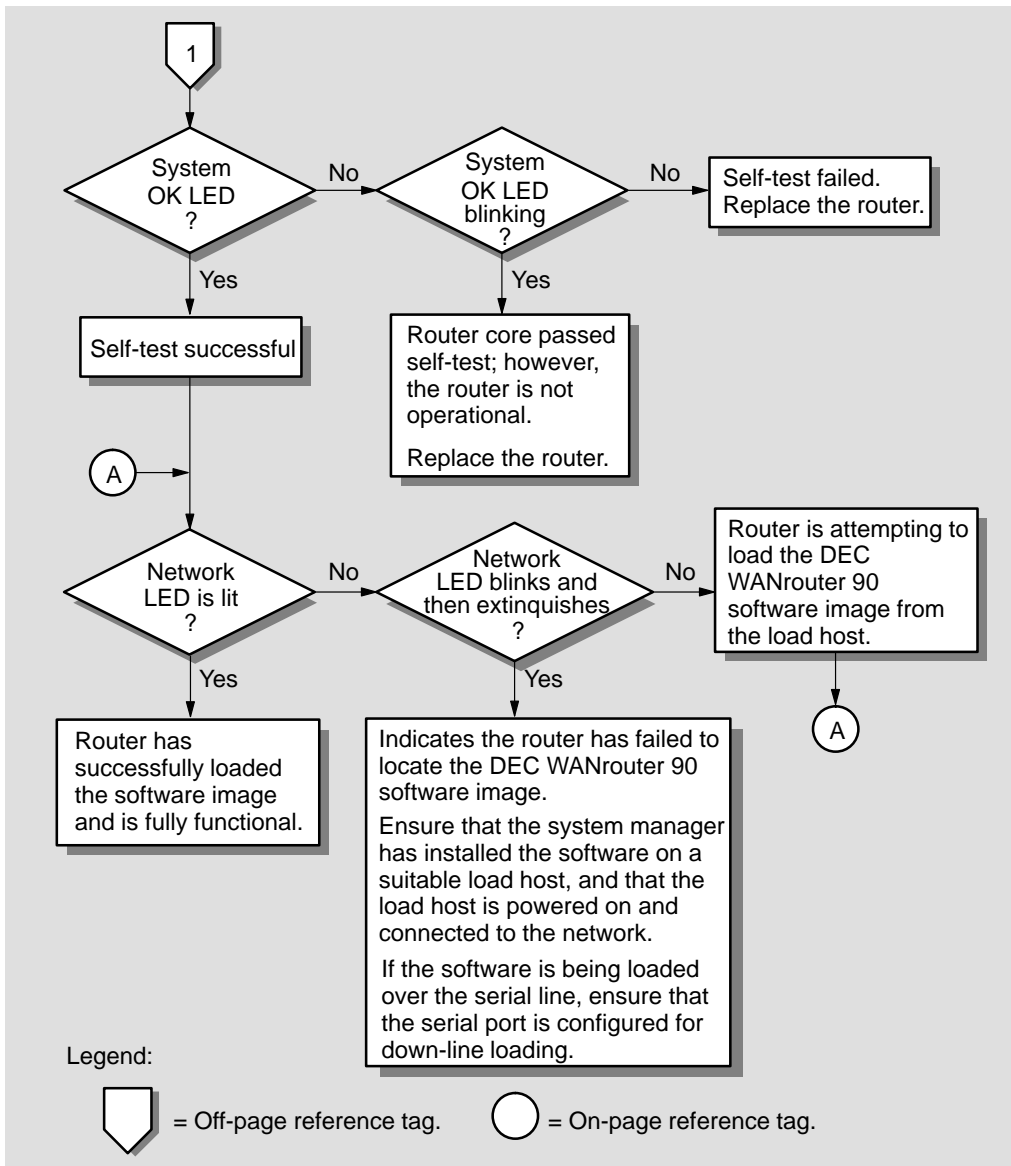 1
System
OK LED
?
No
System
OK LED
blinking
?
No
Self-test failed.
Replace the router.
Yes
Yes
Self-test successful
Router core passed
self-test; however,
the router is not
operational.
Replace the router.
A
Network
LED is lit
?
No
Network
LED blinks and
then extinquishes
?
No
Router is attempting to
load the DEC
WANrouter 90
software image from
the load host.
Yes
Yes
A
Router has
successfully loaded
the software image
and is fully functional.
Indicates the router has failed to
locate the DEC WANrouter 90
software image.
Ensure that the system manager
has installed the software on a
suitable load host, and that the
load host is powered on and
connected to the network.
If the software is being loaded
over the serial line, ensure that
the serial port is configured for
down-line loading.
Legend:
= Off-page reference tag.
= On-page reference tag.